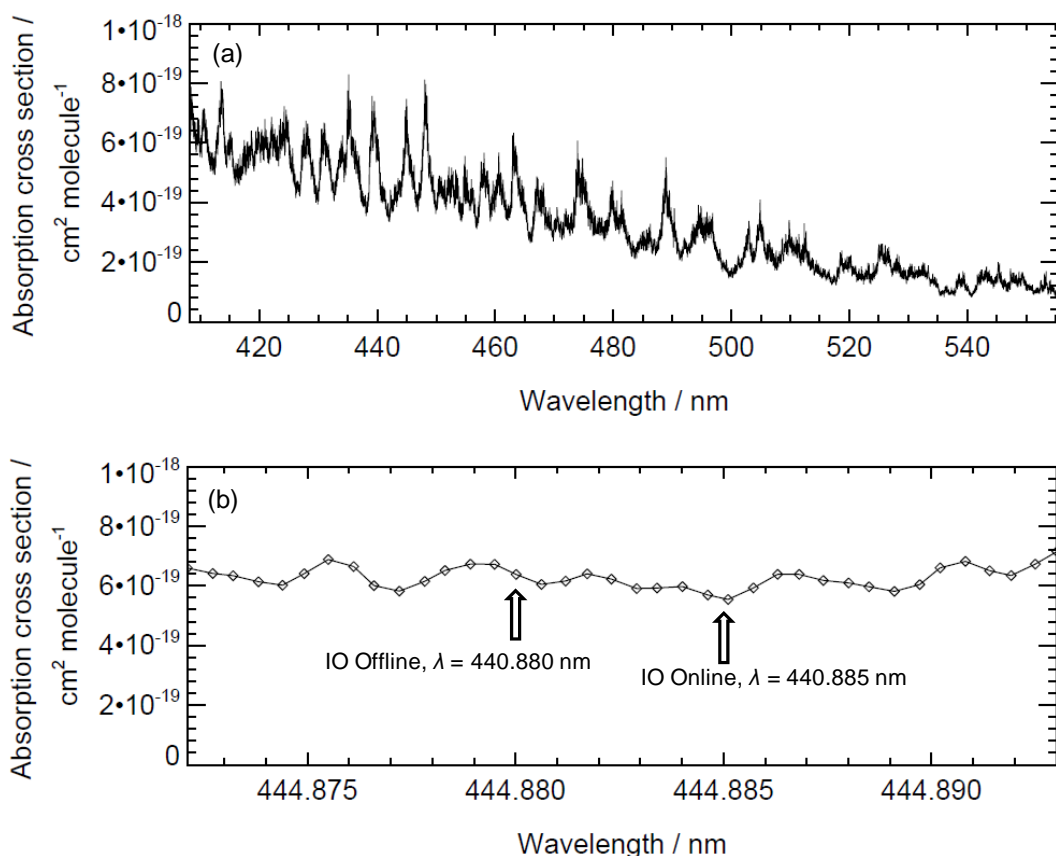 Absorption cross section /
cm² molecule⁻¹
1•10⁻¹⁸
8•10⁻¹⁹
6•10⁻¹⁹
4•10⁻¹⁹
2•10⁻¹⁹
0
(a)
420 440 460 480 500 520 540
Wavelength / nm
Absorption cross section /
cm² molecule⁻¹
1•10⁻¹⁸
8•10⁻¹⁹
6•10⁻¹⁹
4•10⁻¹⁹
2•10⁻¹⁹
0
(b)
IO Offline, λ = 440.880 nm
IO Online, λ = 440.885 nm
444.875 444.880 444.885 444.890
Wavelength / nm